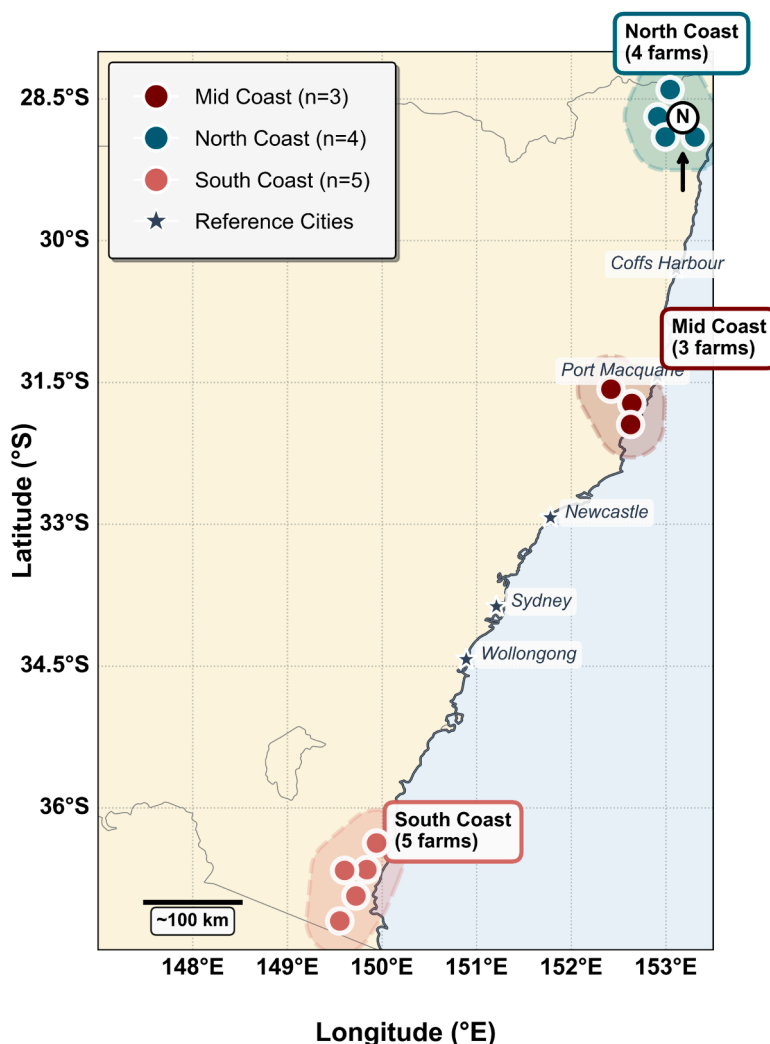 North Coast
(4 farms)
Mid Coast (n=3)
North Coast (n=4)
South Coast (n=5)
Reference Cities
N
28.5°S
30°S
31.5°S
33°S
34.5°S
36°S
Latitude (°S)
Coffs Harbour
Mid Coast
(3 farms)
Port Macquarie
Newcastle
Sydney
Wollongong
South Coast
(5 farms)
~100 km
148°E
149°E
150°E
151°E
152°E
153°E
Longitude (°E)